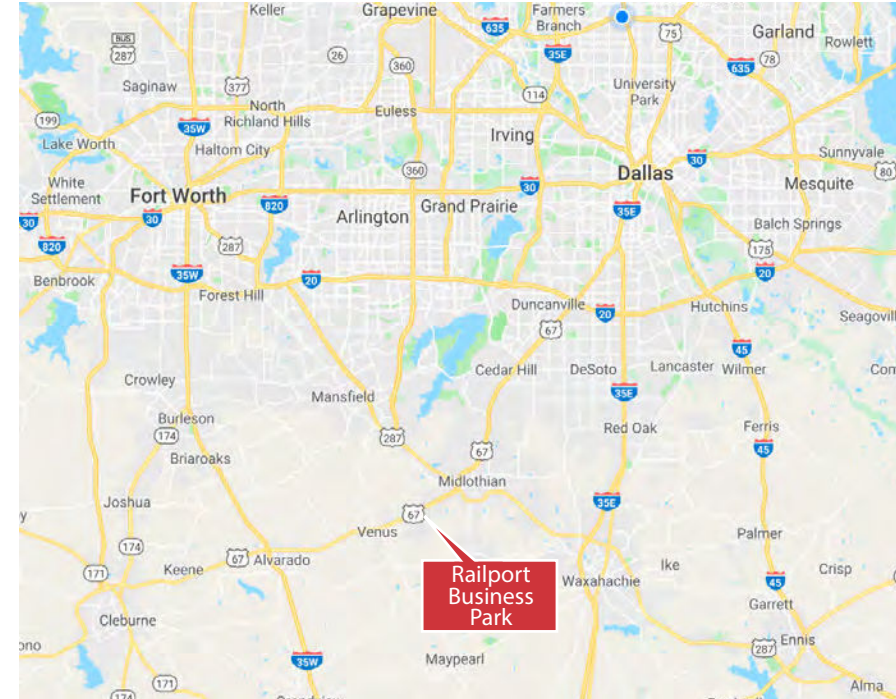 Keller
Grapevine
Farmers
Branch
Garland
Rowlett
BUS
287
635
75
35E
26
78
635
360
Saginaw
377
114
University
Park
199
North
Richland Hills
Euless
35W
Irving
Lake Worth
Haltom City
Sunnyvale
30
80
360
Dallas
White
Settlement
Fort Worth
30
Mesquite
820
Grand Prairie
Arlington
35E
30
30
Balch Springs
820
287
175
Benbrook
35W
20
20
Forest Hill
Duncanville
Hutchins
20
Seagovill
67
45
Crowley
Cedar Hill
DeSoto
Lancaster
Wilmer
Com
Mansfield
35E
Burleson
Red Oak
Ferris
174
287
45
Briaroaks
67
Midlothian
Joshua
35E
67
y
Venus
Palmer
174
67
Alvarado
Keene
Ike
Crisp
171
Railport
Business
Park
Waxahachie
45
Garrett
Cleburne
Ennis
ono
287
35W
Maypearl
171
Alma
174